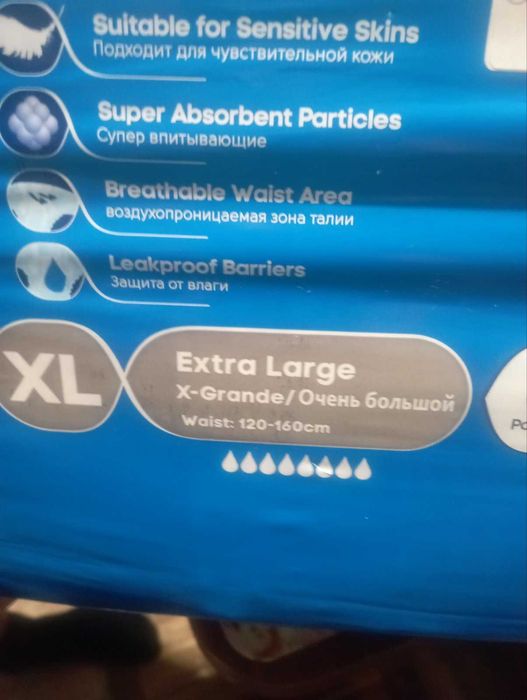 Suitable for Sensitive Skins
Подходит для чувствительной кожи
Super Absorbent Particles
Супер впитывающие
Breathable Waist Area
воздухопроницаемая зона талии
Leakproof Barriers
Защита от влаги
XL
Extra Large
X-Grande/Очень большой
Waist: 120-160cm